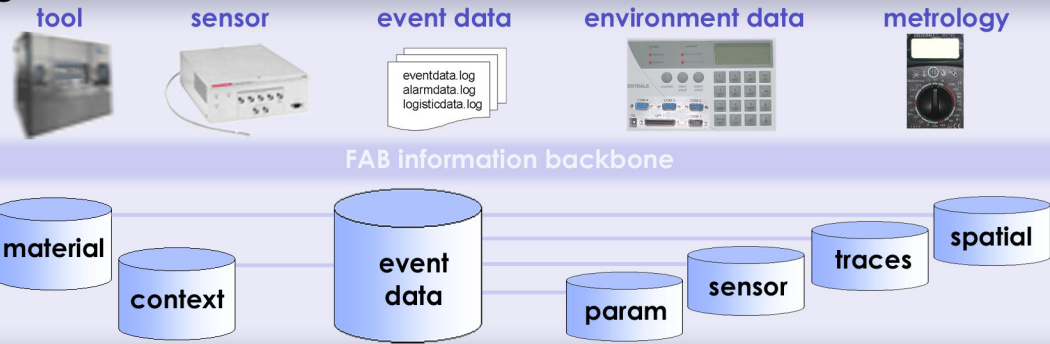 tool
sensor
event data
environment data
metrology
eventdata.log
alarmdata.log
logisticdata.log
FAB information backbone
material
context
event
data
param
sensor
traces
spatial